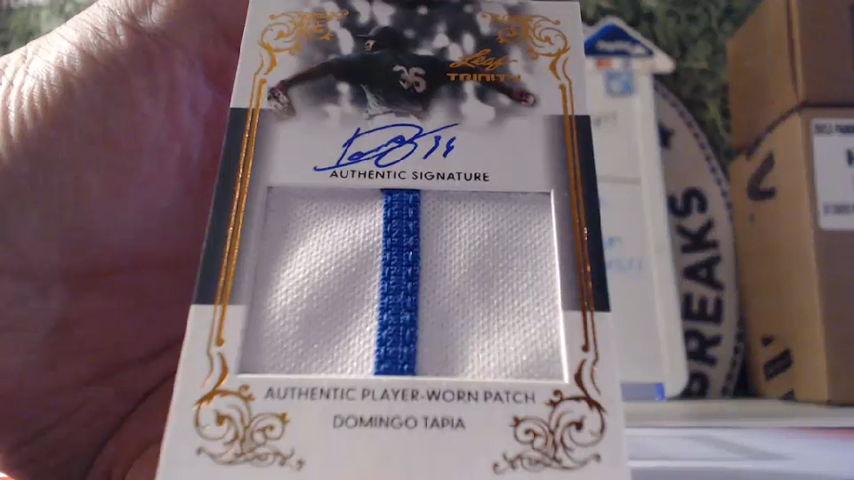 36
Leaf
TRINITY
AUTHENTIC SIGNATURE
AUTHENTIC PLAYER-WORN PATCH
DOMINGO TAPIA
BREAKS